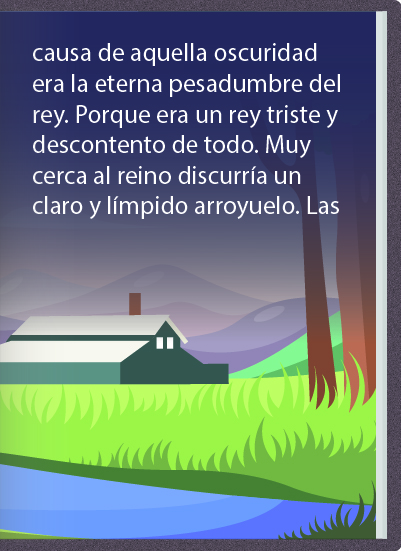 causa de aquella oscuridad
era la eterna pesadumbre del
rey. Porque era un rey triste y
descontento de todo. Muy
cerca al reino discurría un
claro y límpido arroyuelo. Las